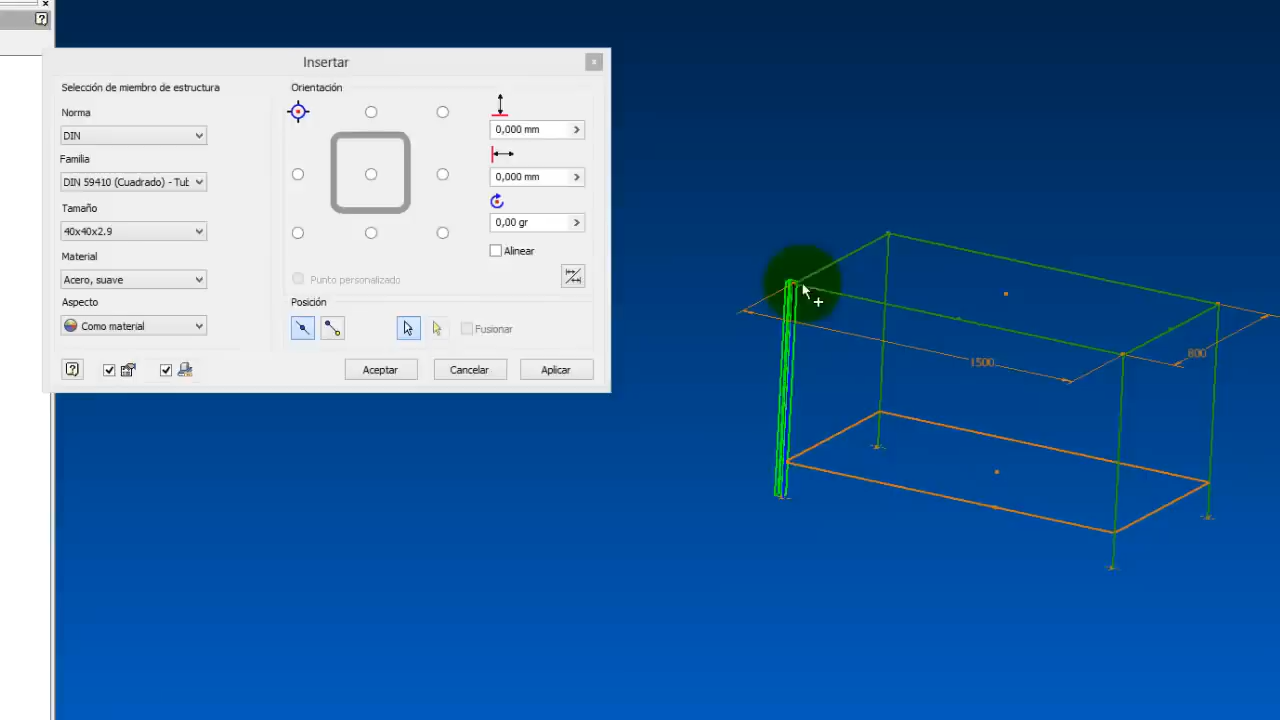 Insertar
Selección de miembro de estructura
Norma
DIN
Familia
DIN 59410 (Cuadrado) - Tub
Tamaño
40x40x2.9
Material
Acero, suave
Aspecto
Como material
Orientación
0,000 mm
0,000 mm
0,00 gr
Alinear
Punto personalizado
Posición
Fusionar
Aceptar
Cancelar
Aplicar
1500
800